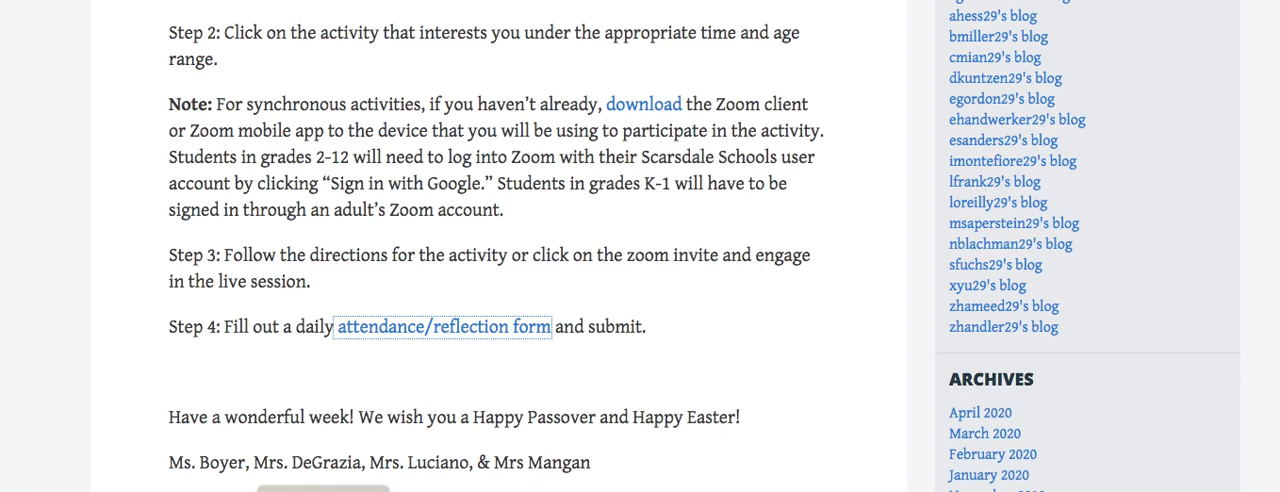 Step 2: Click on the activity that interests you under the appropriate time and age
range.
Note: For synchronous activities, if you haven’t already, download the Zoom client
or Zoom mobile app to the device that you will be using to participate in the activity.
Students in grades 2-12 will need to log into Zoom with their Scarsdale Schools user
account by clicking “Sign in with Google.” Students in grades K-1 will have to be
signed in through an adult’s Zoom account.
Step 3: Follow the directions for the activity or click on the zoom invite and engage
in the live session.
Step 4: Fill out a daily attendance/reflection form and submit.
Have a wonderful week! We wish you a Happy Passover and Happy Easter!
Ms. Boyer, Mrs. DeGrazia, Mrs. Luciano, & Mrs Mangan
ahess29's blog
bmiller29's blog
cmian29's blog
dkuntzen29's blog
egordon29's blog
ehandwerker29's blog
esanders29's blog
imontefiore29's blog
lfrank29's blog
loreilly29's blog
msaperstein29's blog
nblachman29's blog
sfuchs29's blog
xyu29's blog
zhameed29's blog
zhandler29's blog
ARCHIVES
April 2020
March 2020
February 2020
January 2020